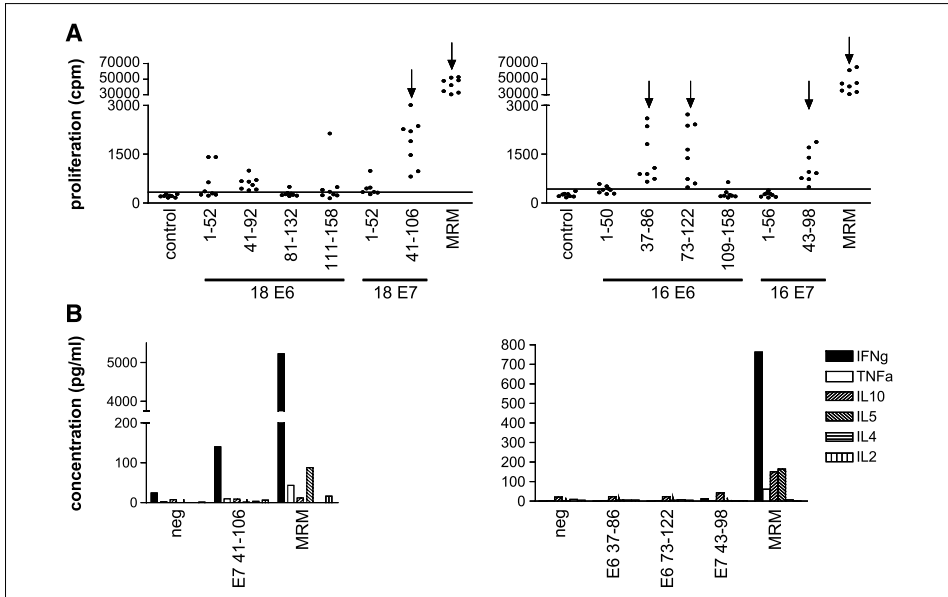 A
proliferation (cpm)
70000
50000
30000
3000
1500
0
control
1-52
41-92
81-132
111-158
1-52
41-106
MRM
18 E6
18 E7
70000
50000
30000
3000
1500
0
control
1-50
37-86
73-122
109-158
1-56
43-98
MRM
16 E6
16 E7
B
concentration (pg/ml)
5000
4000
200
100
0
neg
E7 41-106
MRM
800
700
600
500
400
300
200
100
0
neg
E6 37-86
E6 73-122
E7 43-98
MRM
IFNg
TNFa
IL10
IL5
IL4
IL2